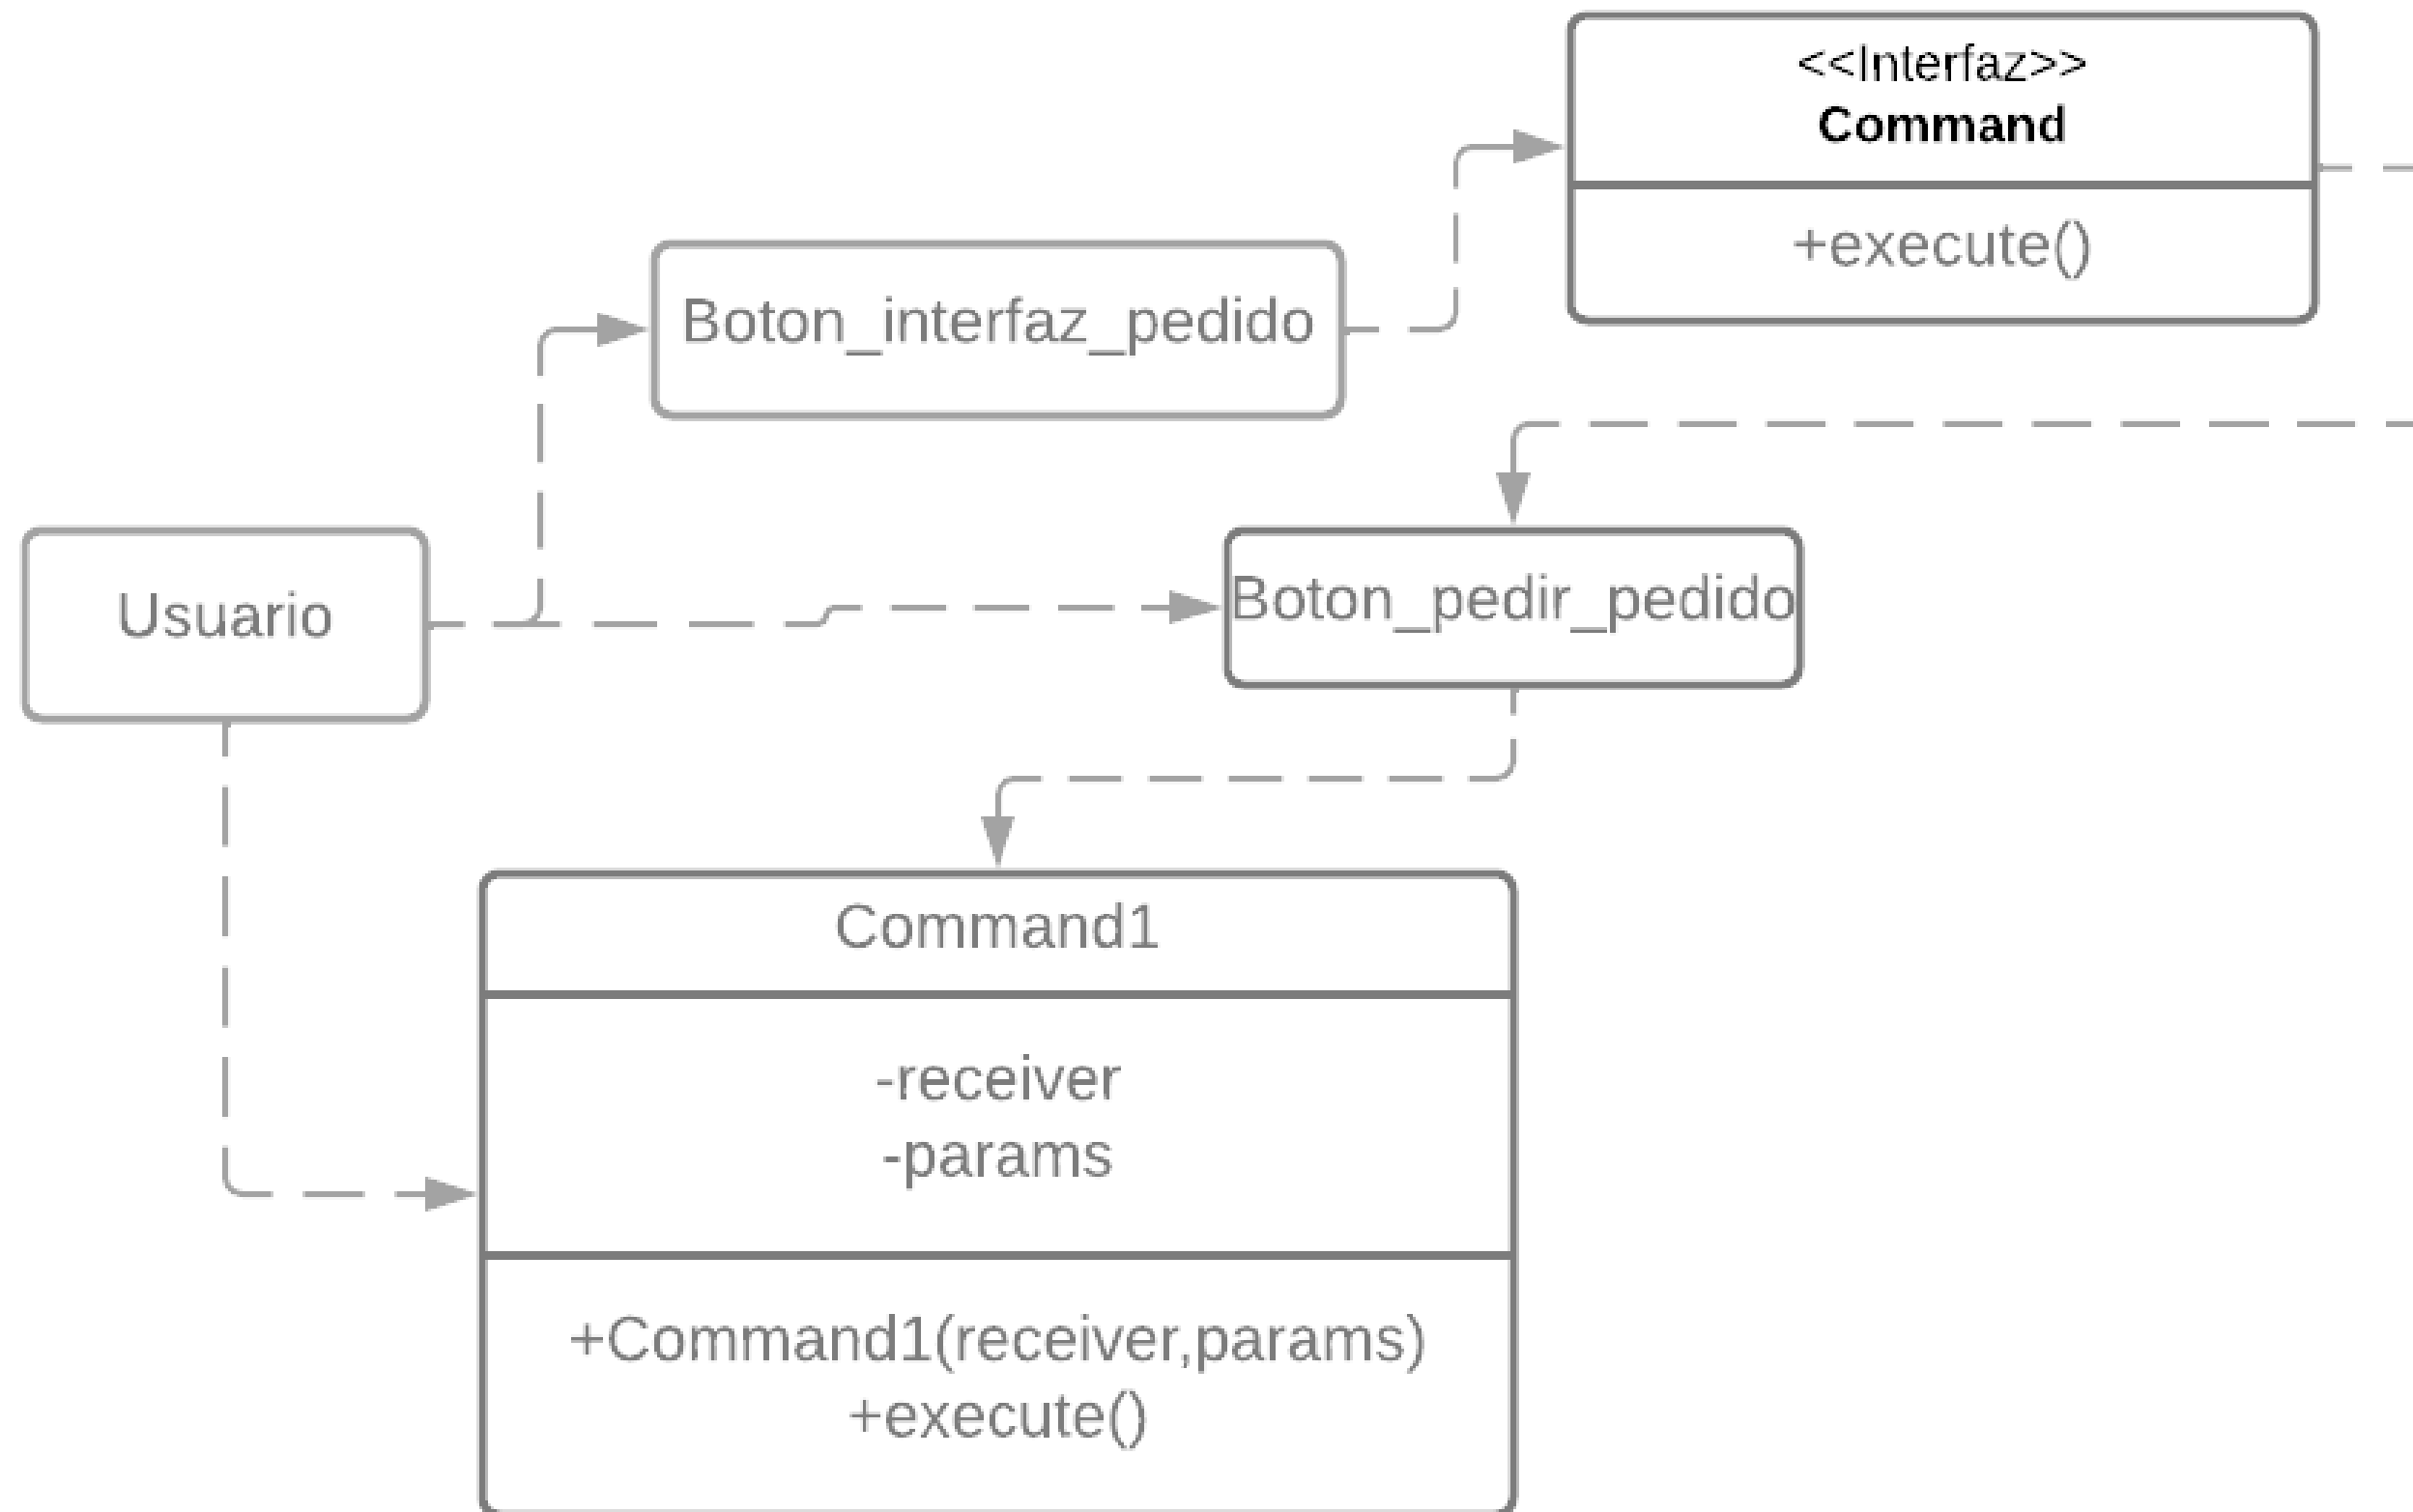 <<Interfaz>>
Command
+execute()
Boton_interfaz_pedido
Usuario
Boton_pedir_pedido
Command1
-receiver
-params
+Command1(receiver,params)
+execute()